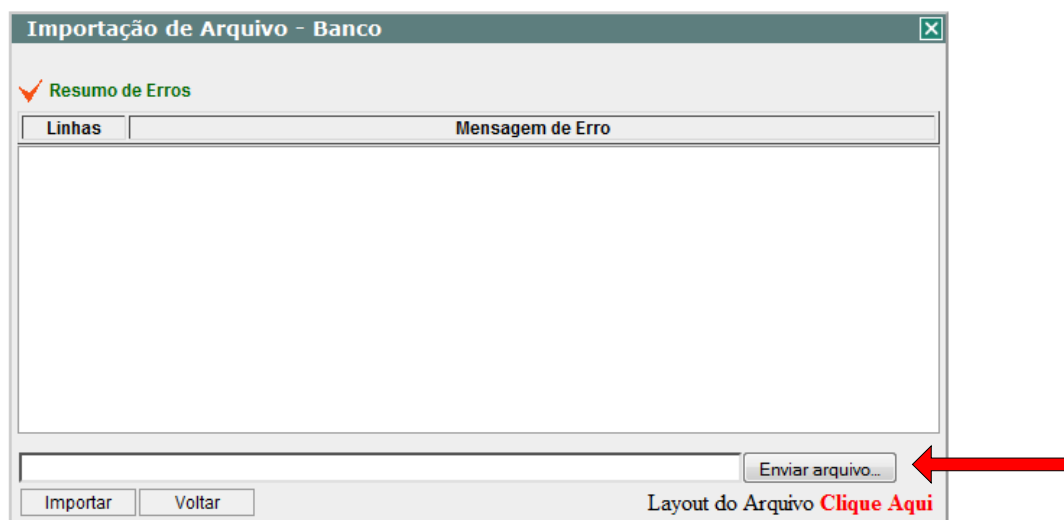 Importação de Arquivo - Banco
Resumo de Erros
Linhas Mensagem de Erro
Enviar arquivo...
Importar Voltar Layout do Arquivo Clique Aqui